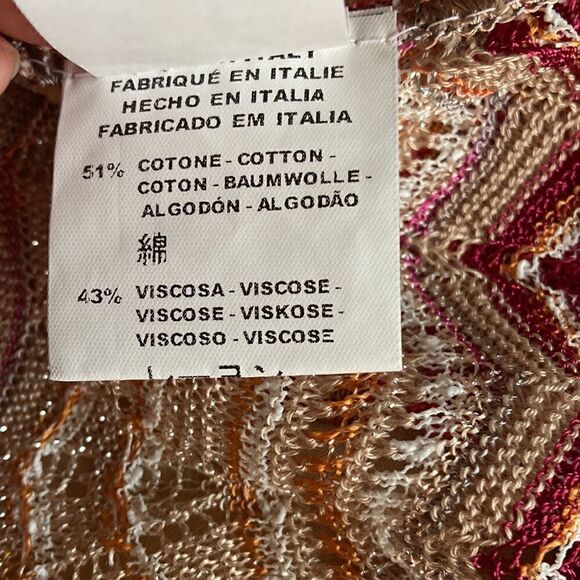 FABRIQUÉ EN ITALIE
HECHO EN ITALIA
FABRICADO EM ITALIA
51% COTONE - COTTON -
COTON - BAUMWOLLE -
ALGODÓN - ALGODÃO
綿
43% VISCOSA - VISCOSE -
VISCOSE - VISKOSE -
VISCOSO - VISCOSE